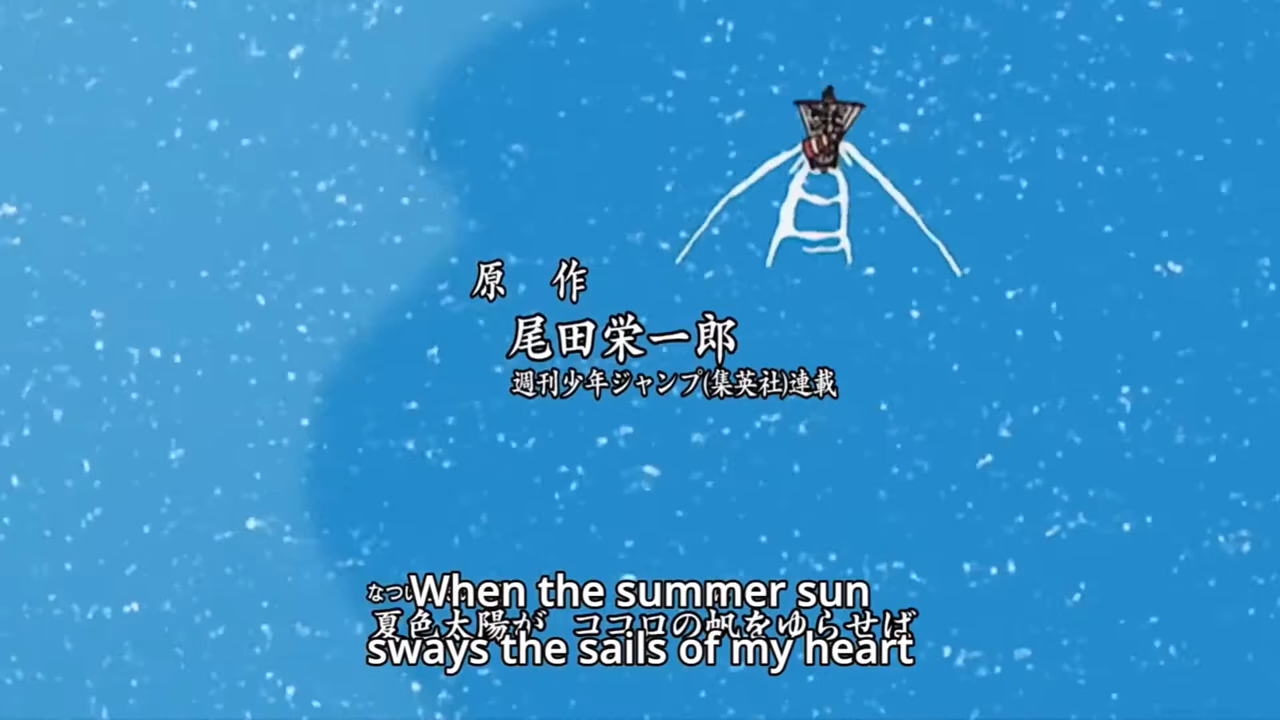 原 作
尾田栄一郎
週刊少年ジャンプ(集英社)連載
When the summer sun
夏色太陽が ココロの帆をゆらせば
sways the sails of my heart